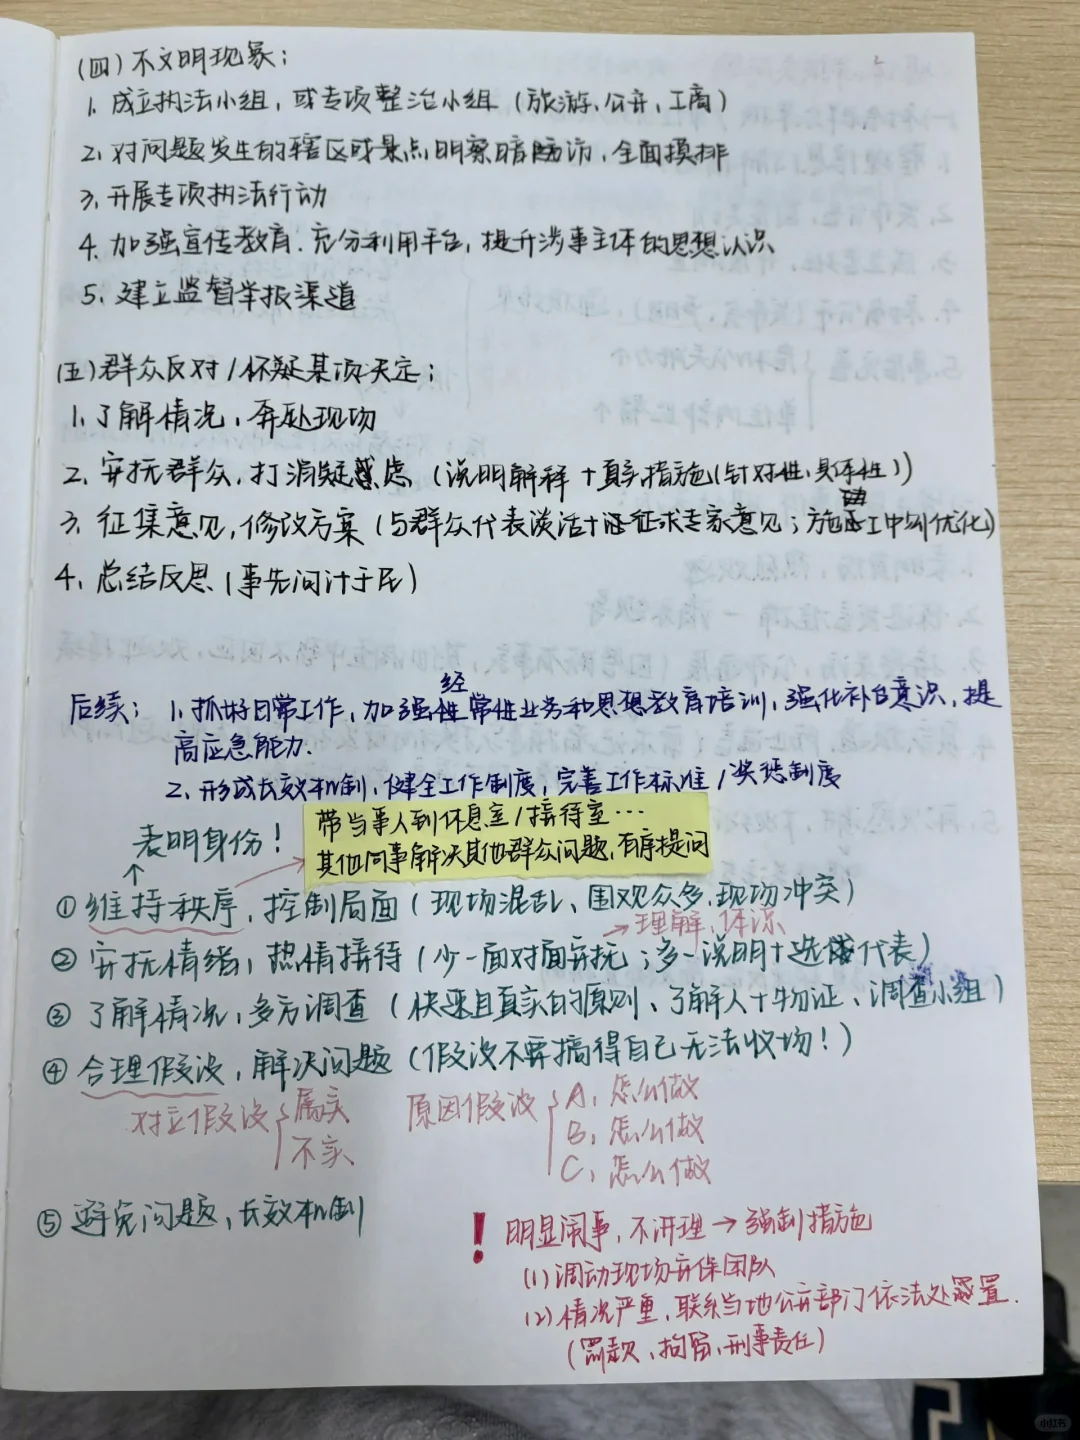 (四)不文明现象：
1. 成立执法小组，或专项整治小组（旅游、公安、工商）
2. 对问题发生的辖区或景点明察暗访，全面摸排
3. 开展专项执法行动
4. 加强宣传教育. 充分利用平台，提升涉事主体的思想认识
5. 建立监督举报渠道
(五)群众反对/怀疑某项决定：
1. 了解情况，奔赴现场
2. 安抚群众，打消疑虑（说明解释+真实措施(针对性、具体性)）
3. 征集意见，修改方案（与群众代表谈话+征求专家意见；施工中的优化）
4. 总结反思（事先问计于民）
后续：1. 抓好日常工作，加强经常性业务和思想教育培训，强化补台意识，提
高应急能力.
2. 形成长效机制，健全工作制度，完善工作标准/奖惩制度
表明身份！
带当事人到休息室/接待室…
其他同事解决其他群众问题，有序提问
①维持秩序，控制局面（现场混乱、围观众多、现场冲突）
理解、体谅
②安抚情绪，热情接待（少—面对面安抚；多—说明+选代表）
③了解情况，多方调查（快速且真实的原则、了解人+物证、调查小组）
④合理假设，解决问题（假设不要搞得自己无法收场！）
对立假设 属实
不实
原因假设 A. 怎么做
B. 怎么做
C. 怎么做
⑤避免问题，长效机制
！明显闹事，不讲理→强制措施
(1)调动现场安保团队
(2)情况严重，联系当地公安部门依法处置.
（罚款、拘留、刑事责任）
小红书